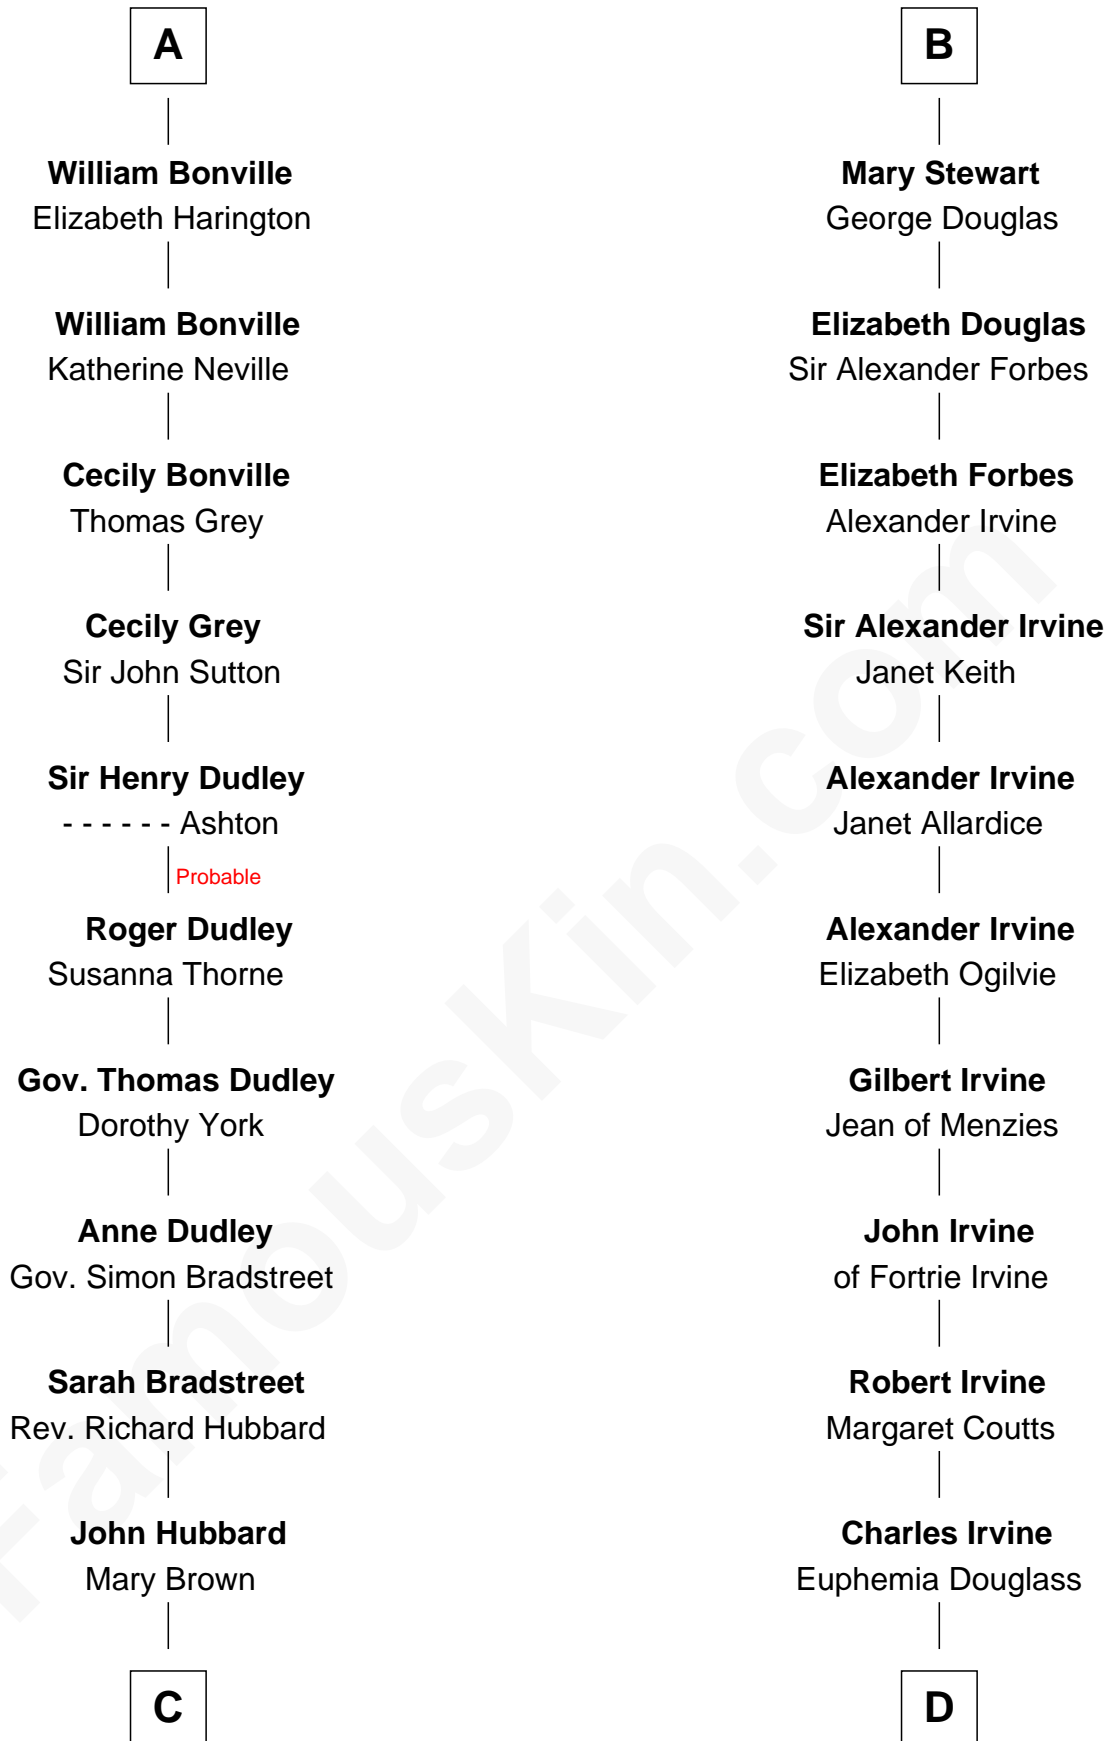 A
William Bonville
Elizabeth Harington
William Bonville
Katherine Neville
Cecily Bonville
Thomas Grey
Cecily Grey
Sir John Sutton
Sir Henry Dudley
- - - - - - Ashton
Probable
Roger Dudley
Susanna Thorne
Gov. Thomas Dudley
Dorothy York
Anne Dudley
Gov. Simon Bradstreet
Sarah Bradstreet
Rev. Richard Hubbard
John Hubbard
Mary Brown
C
B
Mary Stewart
George Douglas
Elizabeth Douglas
Sir Alexander Forbes
Elizabeth Forbes
Alexander Irvine
Sir Alexander Irvine
Janet Keith
Alexander Irvine
Janet Allardice
Alexander Irvine
Elizabeth Ogilvie
Gilbert Irvine
Jean of Menzies
John Irvine
of Fortrie Irvine
Robert Irvine
Margaret Coutts
Charles Irvine
Euphemia Douglass
D
FamousKin.com